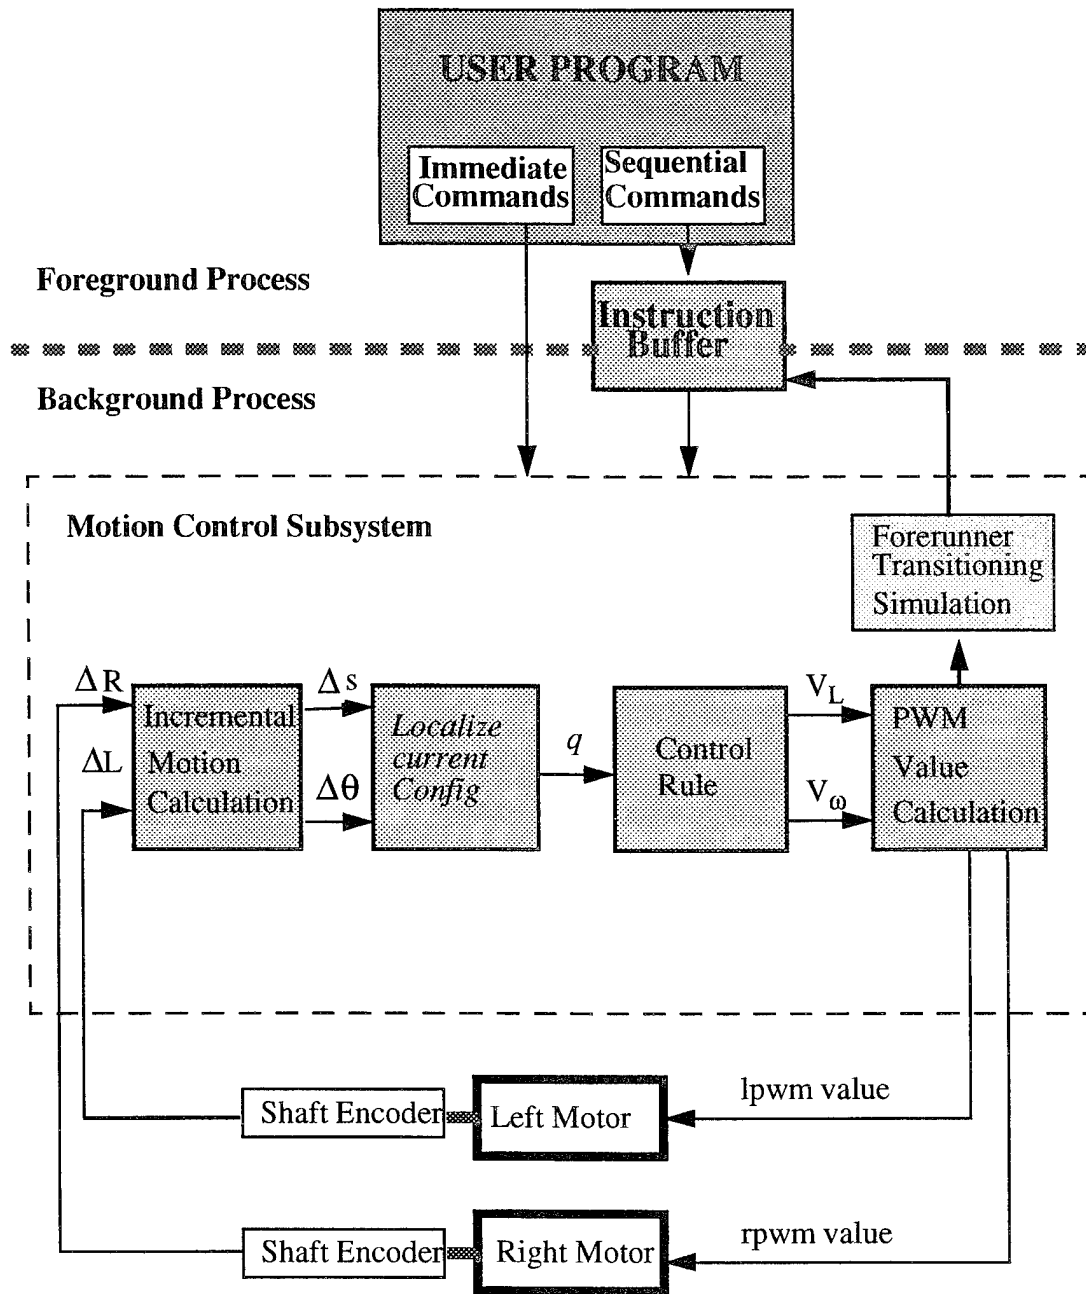 USER PROGRAM
Immediate
Commands
Sequential
Commands
Foreground Process
Instruction
Buffer
Background Process
Motion Control Subsystem
Forerunner
Transitioning
Simulation
ΔR
ΔL
Incremental
Motion
Calculation
Δs
Δθ
Localize
current
Config
q
Control
Rule
V_L
V_ω
PWM
Value
Calculation
Shaft Encoder
Left Motor
lpwm value
Shaft Encoder
Right Motor
rpwm value